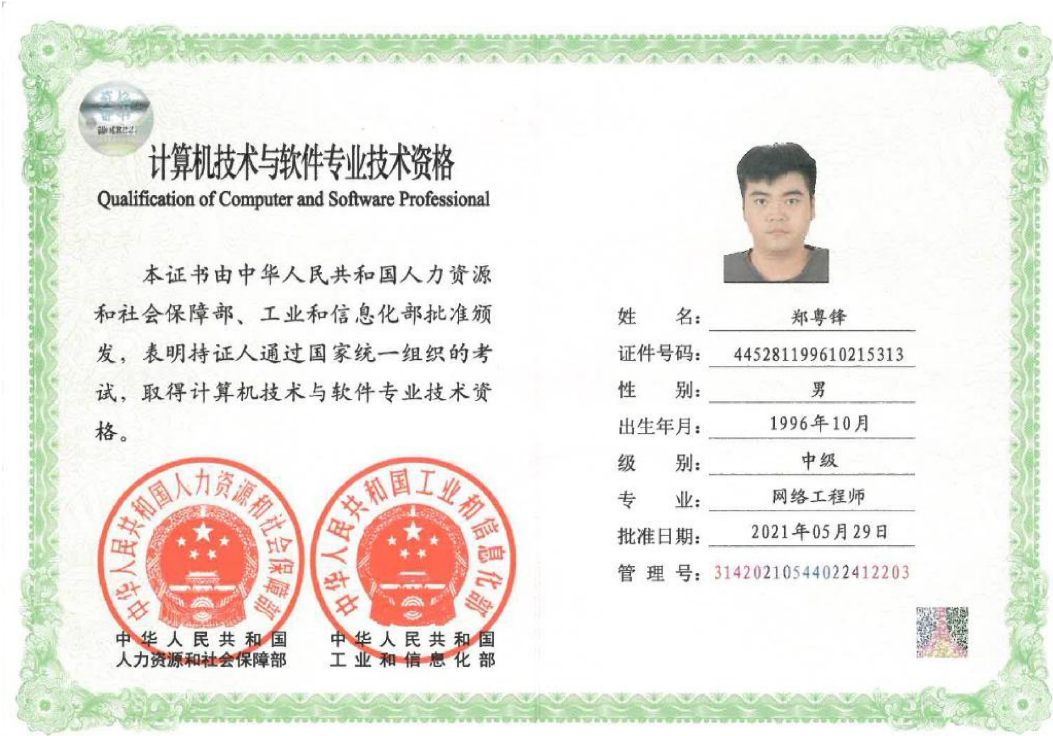 计算机技术与软件专业技术资格
Qualification of Computer and Software Professional
本证书由中华人民共和国人力资源
和社会保障部、工业和信息化部批准颁
发，表明持证人通过国家统一组织的考
试，取得计算机技术与软件专业技术资
格。
中华人民共和国人力资源和社会保障部
中华人民共和国工业和信息化部
中华人民共和国
人力资源和社会保障部
中华人民共和国
工业和信息化部
姓 名： 郑粤锋
证件号码： 445281199610215313
性 别： 男
出生年月： 1996年10月
级 别： 中级
专 业： 网络工程师
批准日期： 2021年05月29日
管 理 号： 31420210544022412203